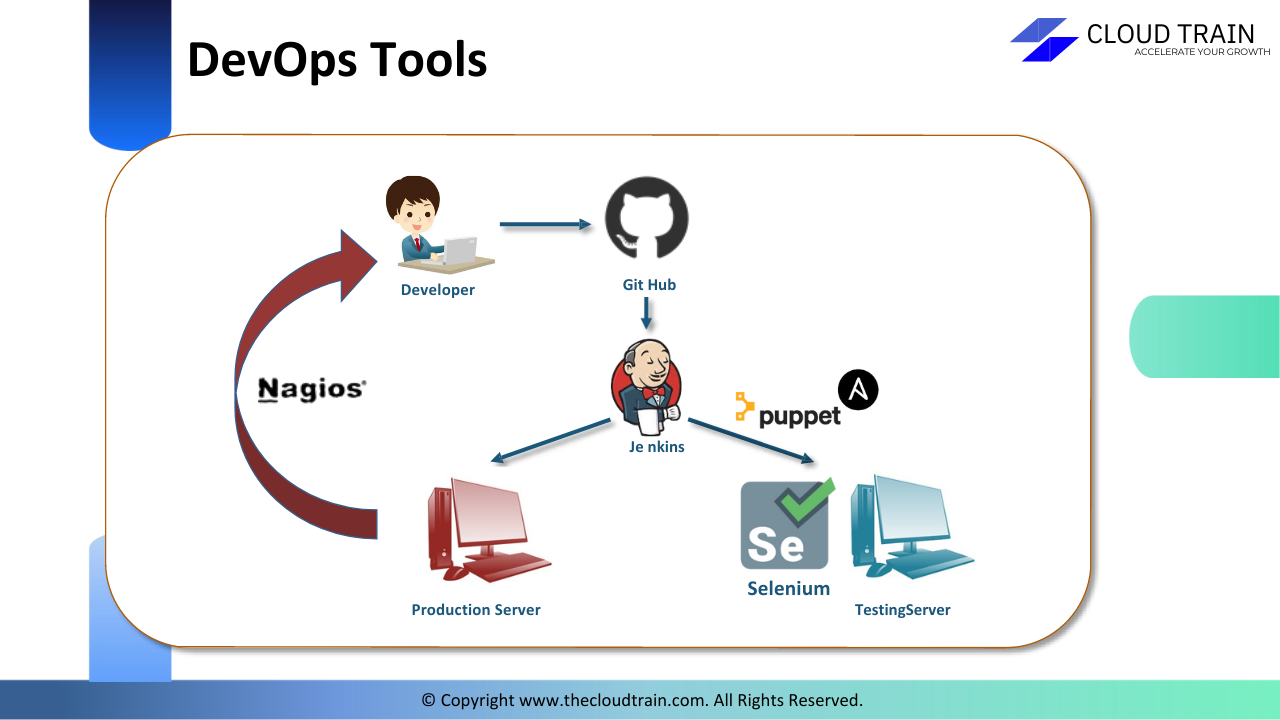 DevOps Tools
CLOUD TRAIN
ACCELERATE YOUR GROWTH
Developer
Git Hub
Nagios®
puppet
A
Je nkins
Se
Selenium
Production Server
TestingServer
© Copyright www.thecloudtrain.com. All Rights Reserved.